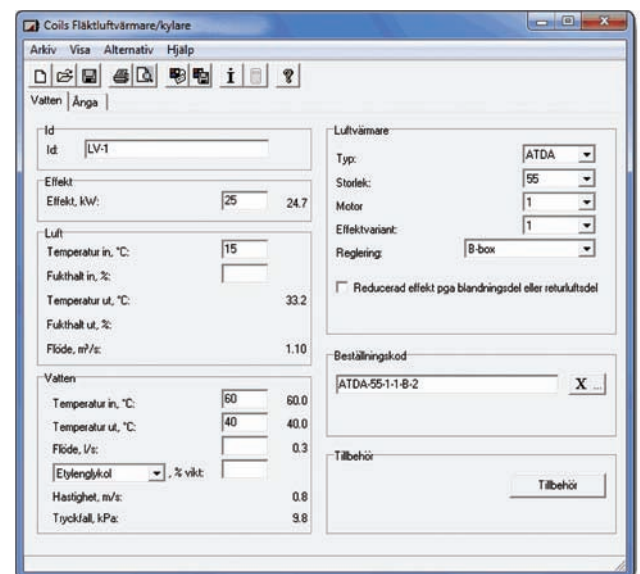 Coils Fläktluftvärmare/kylare
Arkiv Visa Alternativ Hjälp
Vatten Ånga
Id
Id: LV-1
Effekt
Effekt, kW: 25 24.7
Luft
Temperatur in, °C: 15
Fukthalt in, %:
Temperatur ut, °C: 33.2
Fukthalt ut, %:
Flöde, m³/s: 1.10
Vatten
Temperatur in, °C: 60 60.0
Temperatur ut, °C: 40 40.0
Flöde, l/s: 0.3
Etylenglykol , % vikt:
Hastighet, m/s: 0.8
Tryckfall, kPa: 9.8
Luftvärmare
Typ: ATDA
Storlek: 55
Motor 1
Effektvariant: 1
Reglering: B-box
Reducerad effekt pga blandningsdel eller returluftsdel
Beställningskod
ATDA-55-1-1-B-2
X ...
Tillbehör
Tillbehör